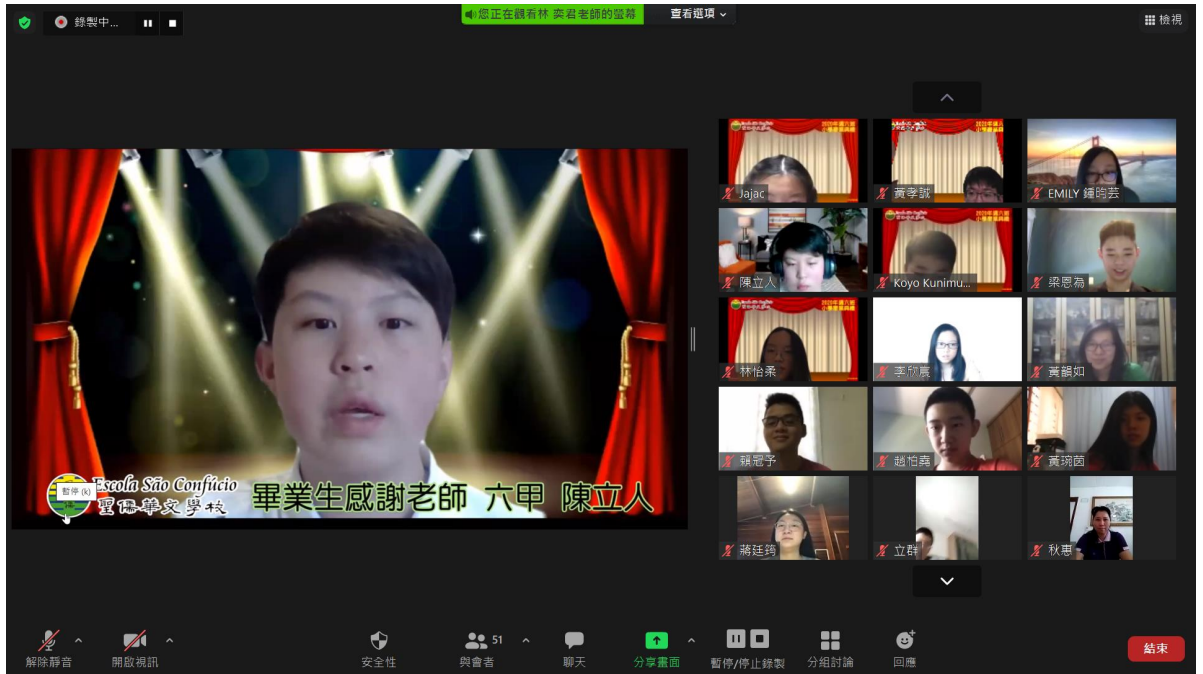 錄製中...
您正在觀看林 奕君老師的螢幕
查看選項
檢視
Escola São Confúcio
聖儒華文學校
暫停 (k)
畢業生感謝老師 六甲 陳立人
Jajac
黃孝誠
EMILY 鍾昀芸
陳立人
Koyo Kunimu...
梁恩為
林怡柔
李欣宸
黃韻如
賴冠予
趙柏堯
黃琬茵
蔣廷筠
立群
秋惠
解除靜音
開啟視訊
安全性
51
與會者
聊天
分享畫面
暫停/停止錄製
分組討論
回應
結束